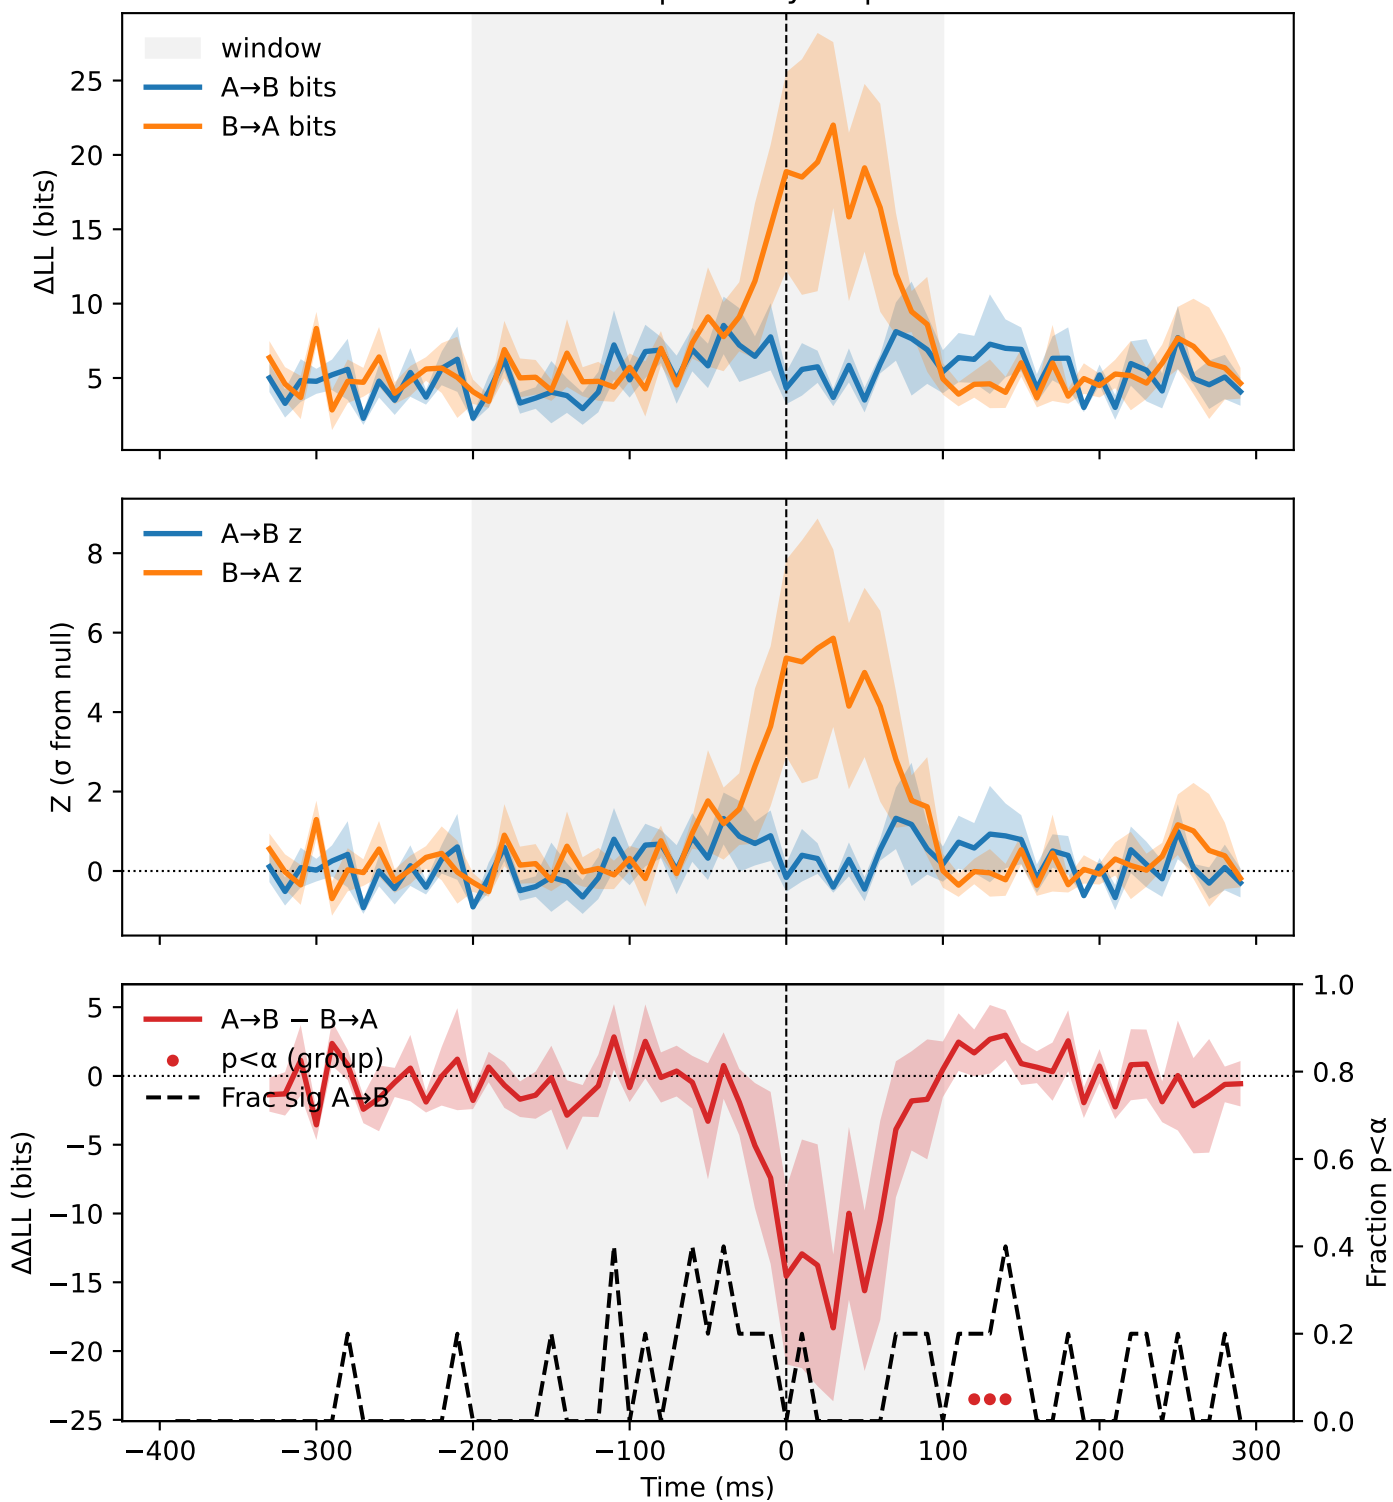 window
A→B bits
B→A bits
ΔLL (bits)
25
20
15
10
5
A→B z
B→A z
Z (σ from null)
8
6
4
2
0
A→B − B→A
p<α (group)
Frac sig A→B
ΔΔLL (bits)
5
0
−5
−10
−15
−20
−25
1.0
0.8
0.6
0.4
0.2
0.0
Fraction p<α
−400 −300 −200 −100 0 100 200 300
Time (ms)